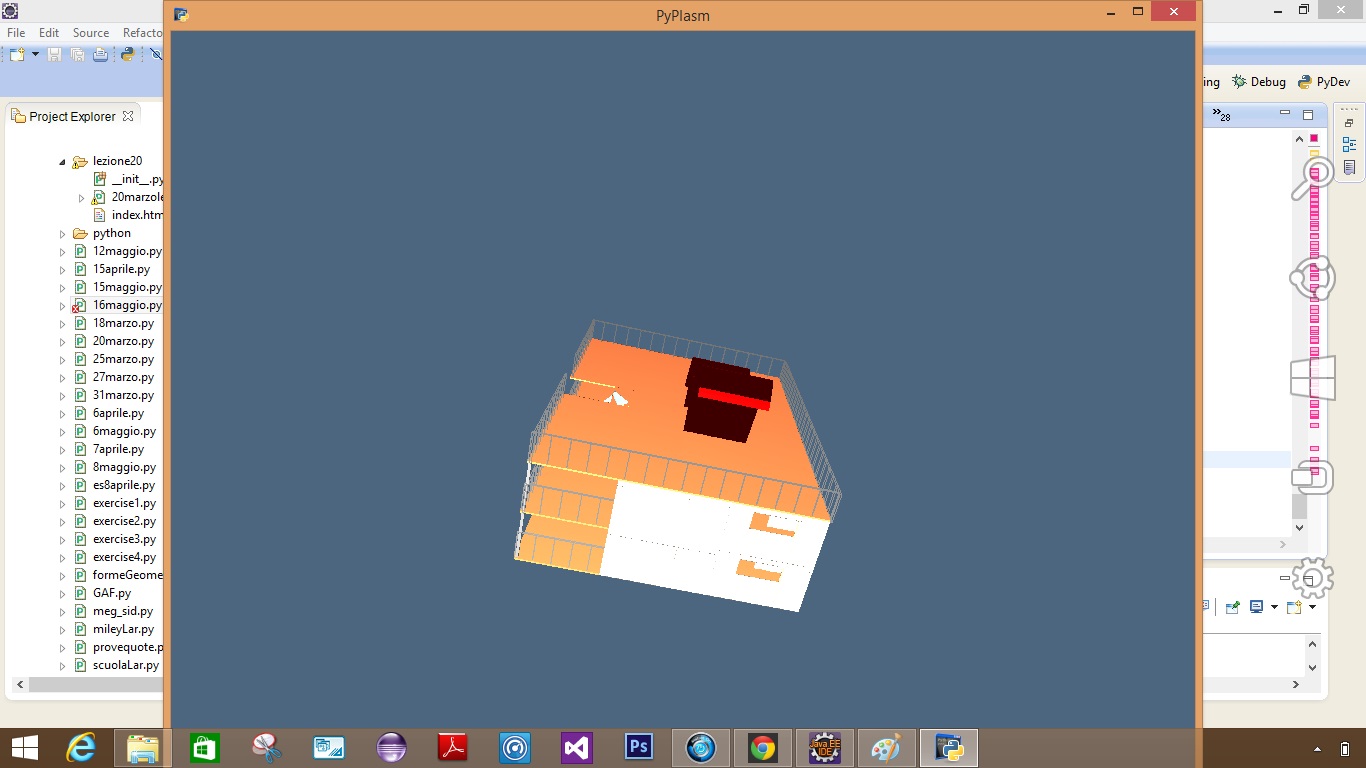 PyPlasm
File Edit Source Refacto
ing Debug PyDev
Project Explorer
28
lezione20
__init__.py
20marzole
index.htm
python
12maggio.py
15aprile.py
15maggio.py
16maggio.py
18marzo.py
20marzo.py
25marzo.py
27marzo.py
31marzo.py
6aprile.py
6maggio.py
7aprile.py
8maggio.py
es8aprile.py
exercise1.py
exercise2.py
exercise3.py
exercise4.py
formeGeome
GAF.py
meg_sid.py
mileyLar.py
provequote.p
scuolaLar.py
Ps
Java EE
IDE